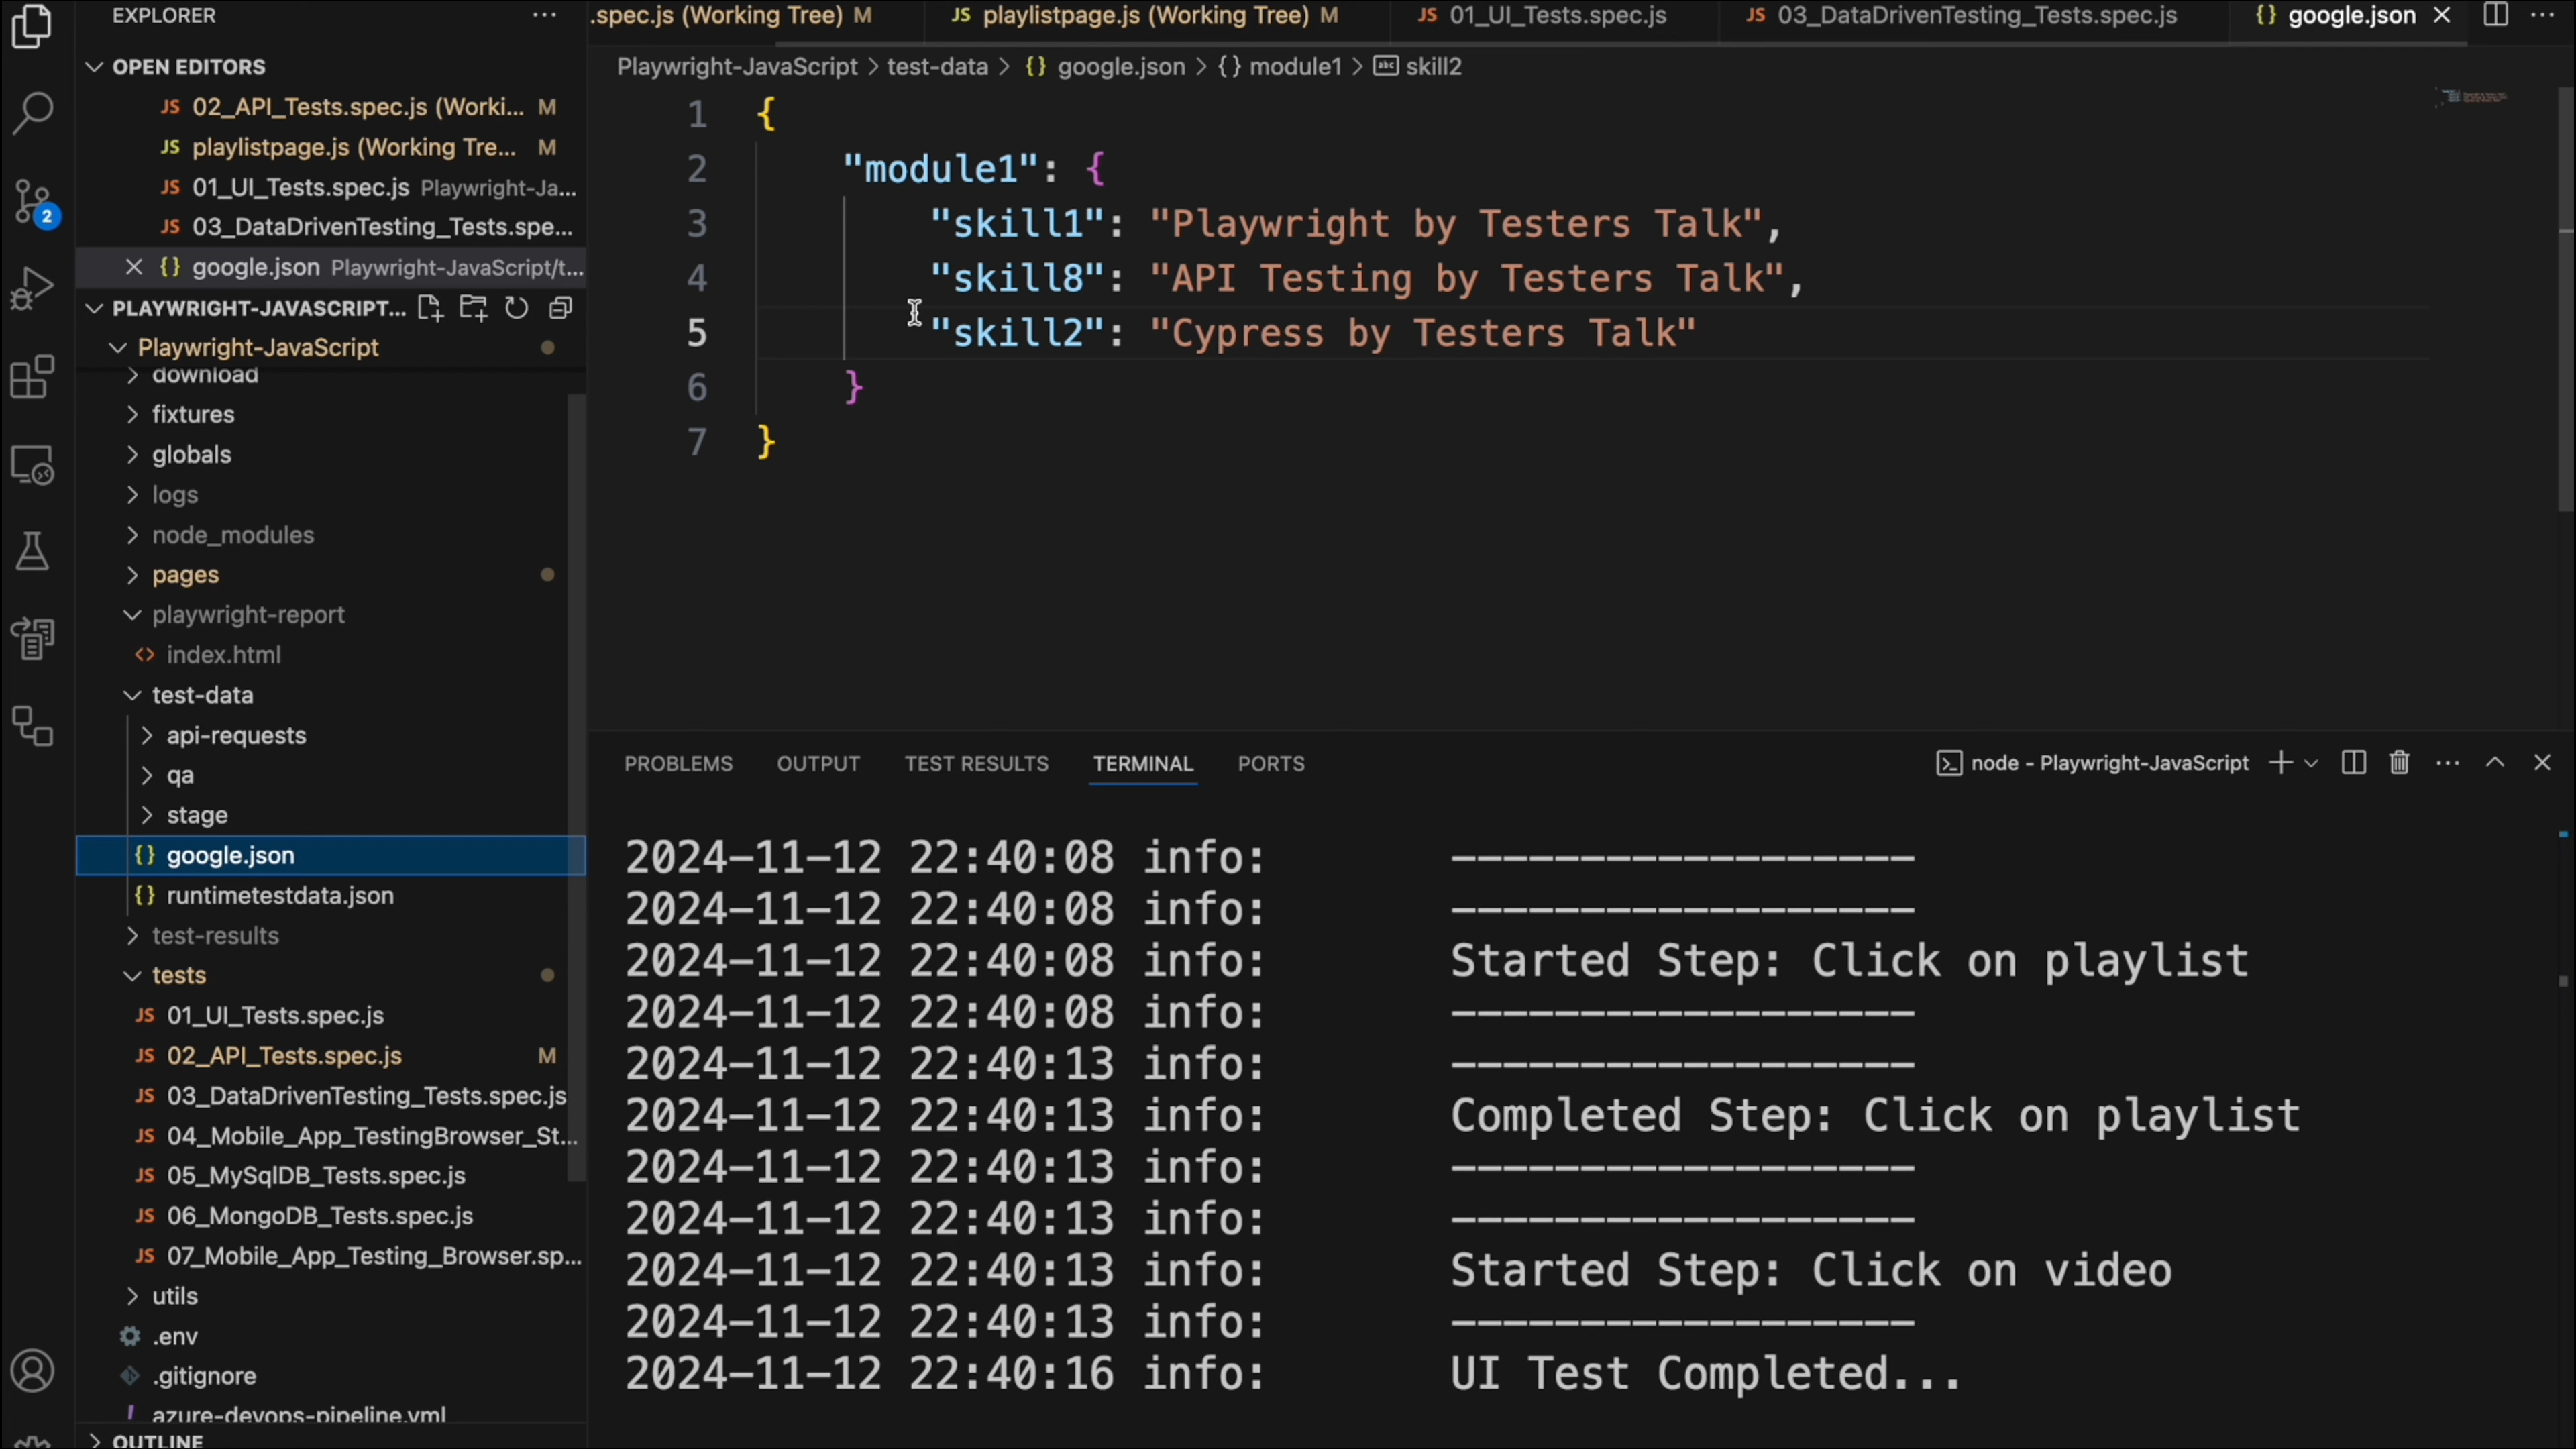 EXPLORER
OPEN EDITORS
02_API_Tests.spec.js (Worki... M
playlistpage.js (Working Tre... M
01_UI_Tests.spec.js Playwright-Ja...
03_DataDrivenTesting_Tests.spe...
google.json Playwright-JavaScript/t...
PLAYWRIGHT-JAVASCRIPT...
Playwright-JavaScript
download
fixtures
globals
logs
node_modules
pages
playwright-report
index.html
test-data
api-requests
qa
stage
google.json
runtimetestdata.json
test-results
tests
01_UI_Tests.spec.js
02_API_Tests.spec.js M
03_DataDrivenTesting_Tests.spec.js
04_Mobile_App_TestingBrowser_St...
05_MySqlDB_Tests.spec.js
06_MongoDB_Tests.spec.js
07_Mobile_App_Testing_Browser.sp...
utils
.env
.gitignore
azure-devops-pipeline.yml
OUTLINE
2
.spec.js (Working Tree) M
JS playlistpage.js (Working Tree) M
JS 01_UI_Tests.spec.js
JS 03_DataDrivenTesting_Tests.spec.js
{} google.json
Playwright-JavaScript > test-data > {} google.json > {} module1 > abc skill2
1 {
2 "module1": {
3 "skill1": "Playwright by Testers Talk",
4 "skill8": "API Testing by Testers Talk",
5 "skill2": "Cypress by Testers Talk"
6 }
7 }
PROBLEMS OUTPUT TEST RESULTS TERMINAL PORTS
node - Playwright-JavaScript
2024-11-12 22:40:08 info: ------------------
2024-11-12 22:40:08 info: ------------------
2024-11-12 22:40:08 info: Started Step: Click on playlist
2024-11-12 22:40:08 info: ------------------
2024-11-12 22:40:13 info: ------------------
2024-11-12 22:40:13 info: Completed Step: Click on playlist
2024-11-12 22:40:13 info: ------------------
2024-11-12 22:40:13 info: ------------------
2024-11-12 22:40:13 info: Started Step: Click on video
2024-11-12 22:40:13 info: ------------------
2024-11-12 22:40:16 info: UI Test Completed...